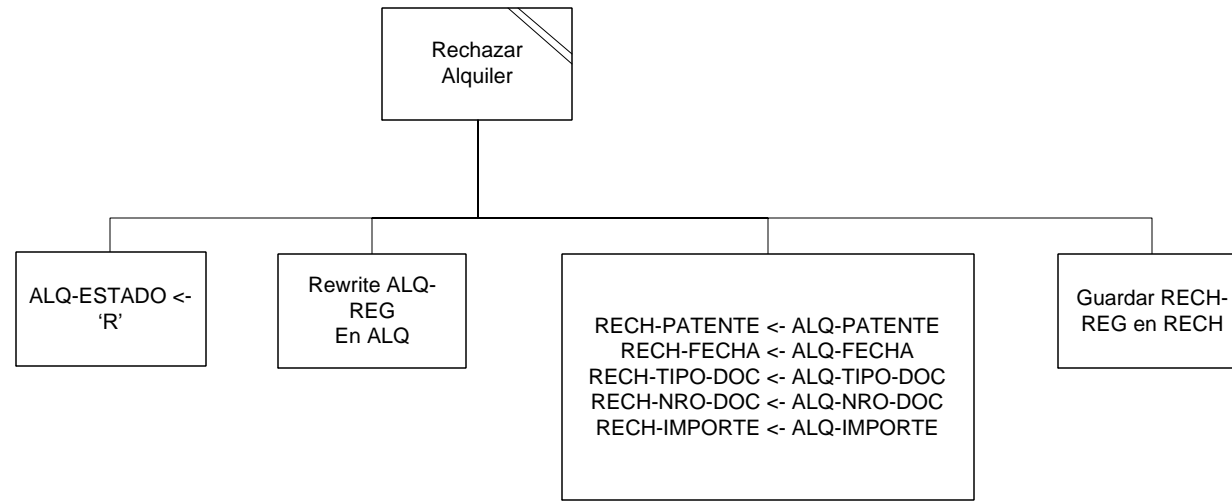 Rechazar
Alquiler
ALQ-ESTADO <-
‘R’
Rewrite ALQ-
REG
En ALQ
RECH-PATENTE <- ALQ-PATENTE
RECH-FECHA <- ALQ-FECHA
RECH-TIPO-DOC <- ALQ-TIPO-DOC
RECH-NRO-DOC <- ALQ-NRO-DOC
RECH-IMPORTE <- ALQ-IMPORTE
Guardar RECH-
REG en RECH